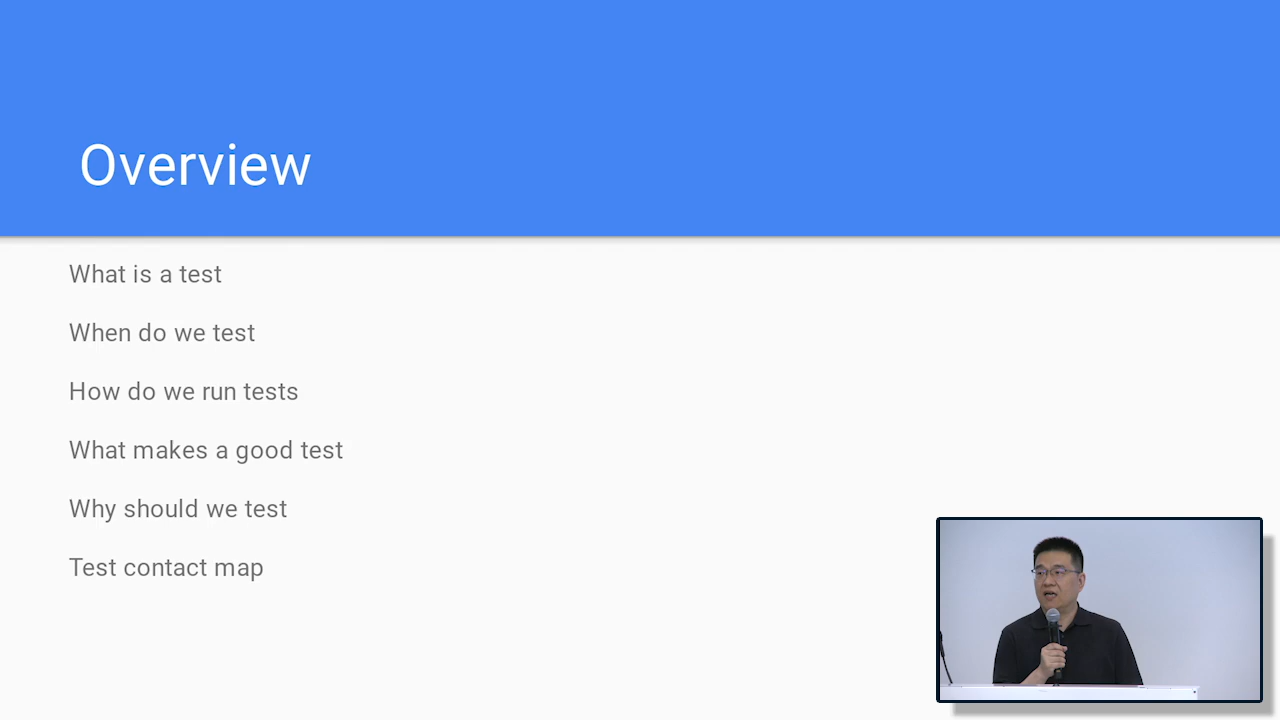 Overview
What is a test
When do we test
How do we run tests
What makes a good test
Why should we test
Test contact map